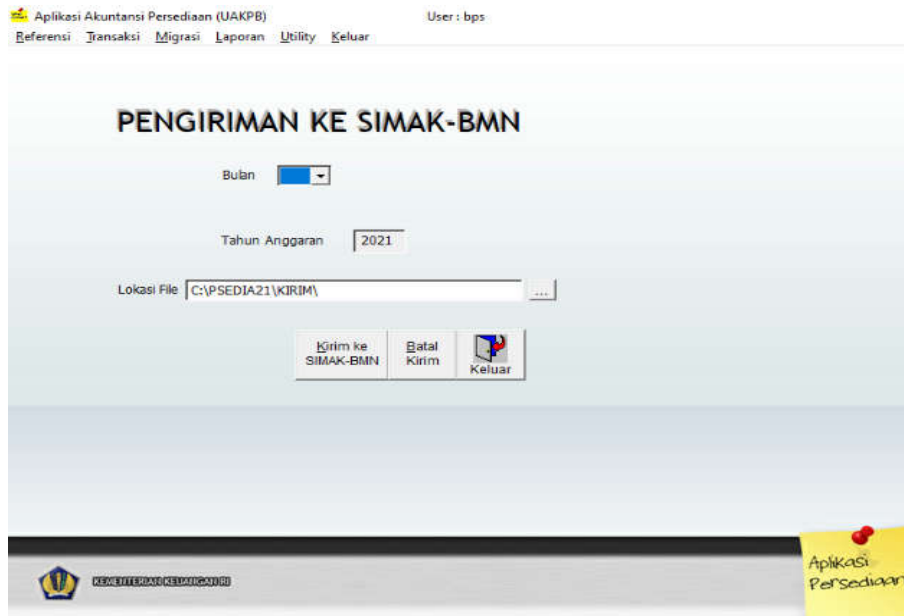 Aplikasi Akuntansi Persediaan (UAKPB) User : bps
Referensi Transaksi Migrasi Laporan Utility Keluar
PENGIRIMAN KE SIMAK-BMN
Bulan
Tahun Anggaran 2021
Lokasi File C:\PSEDIA21\KIRIM\ ...
Kirim ke
SIMAK-BMN
Batal
Kirim
Keluar
KEMENTERIAN KEUANGAN RI
Aplikasi
Persediaan